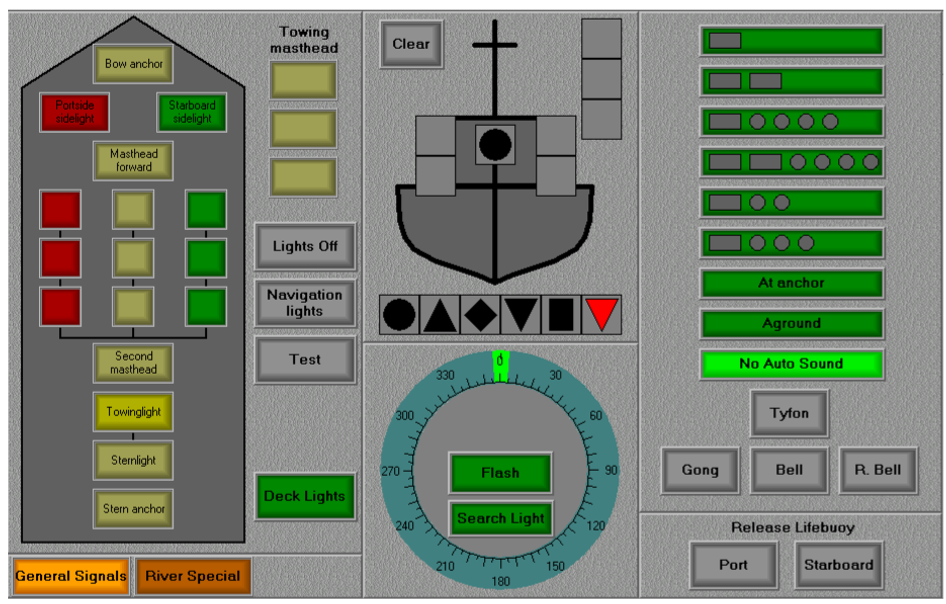 Bow anchor
Portside
sidelight
Starboard
sidelight
Masthead
forward
Second
masthead
Towinglight
Sternlight
Stern anchor
General Signals
River Special
Towing
masthead
Lights Off
Navigation
lights
Test
Deck Lights
Clear
0
30
60
90
120
150
180
210
240
270
300
330
Flash
Search Light
At anchor
Aground
No Auto Sound
Tyfon
Gong
Bell
R. Bell
Release Lifebuoy
Port
Starboard